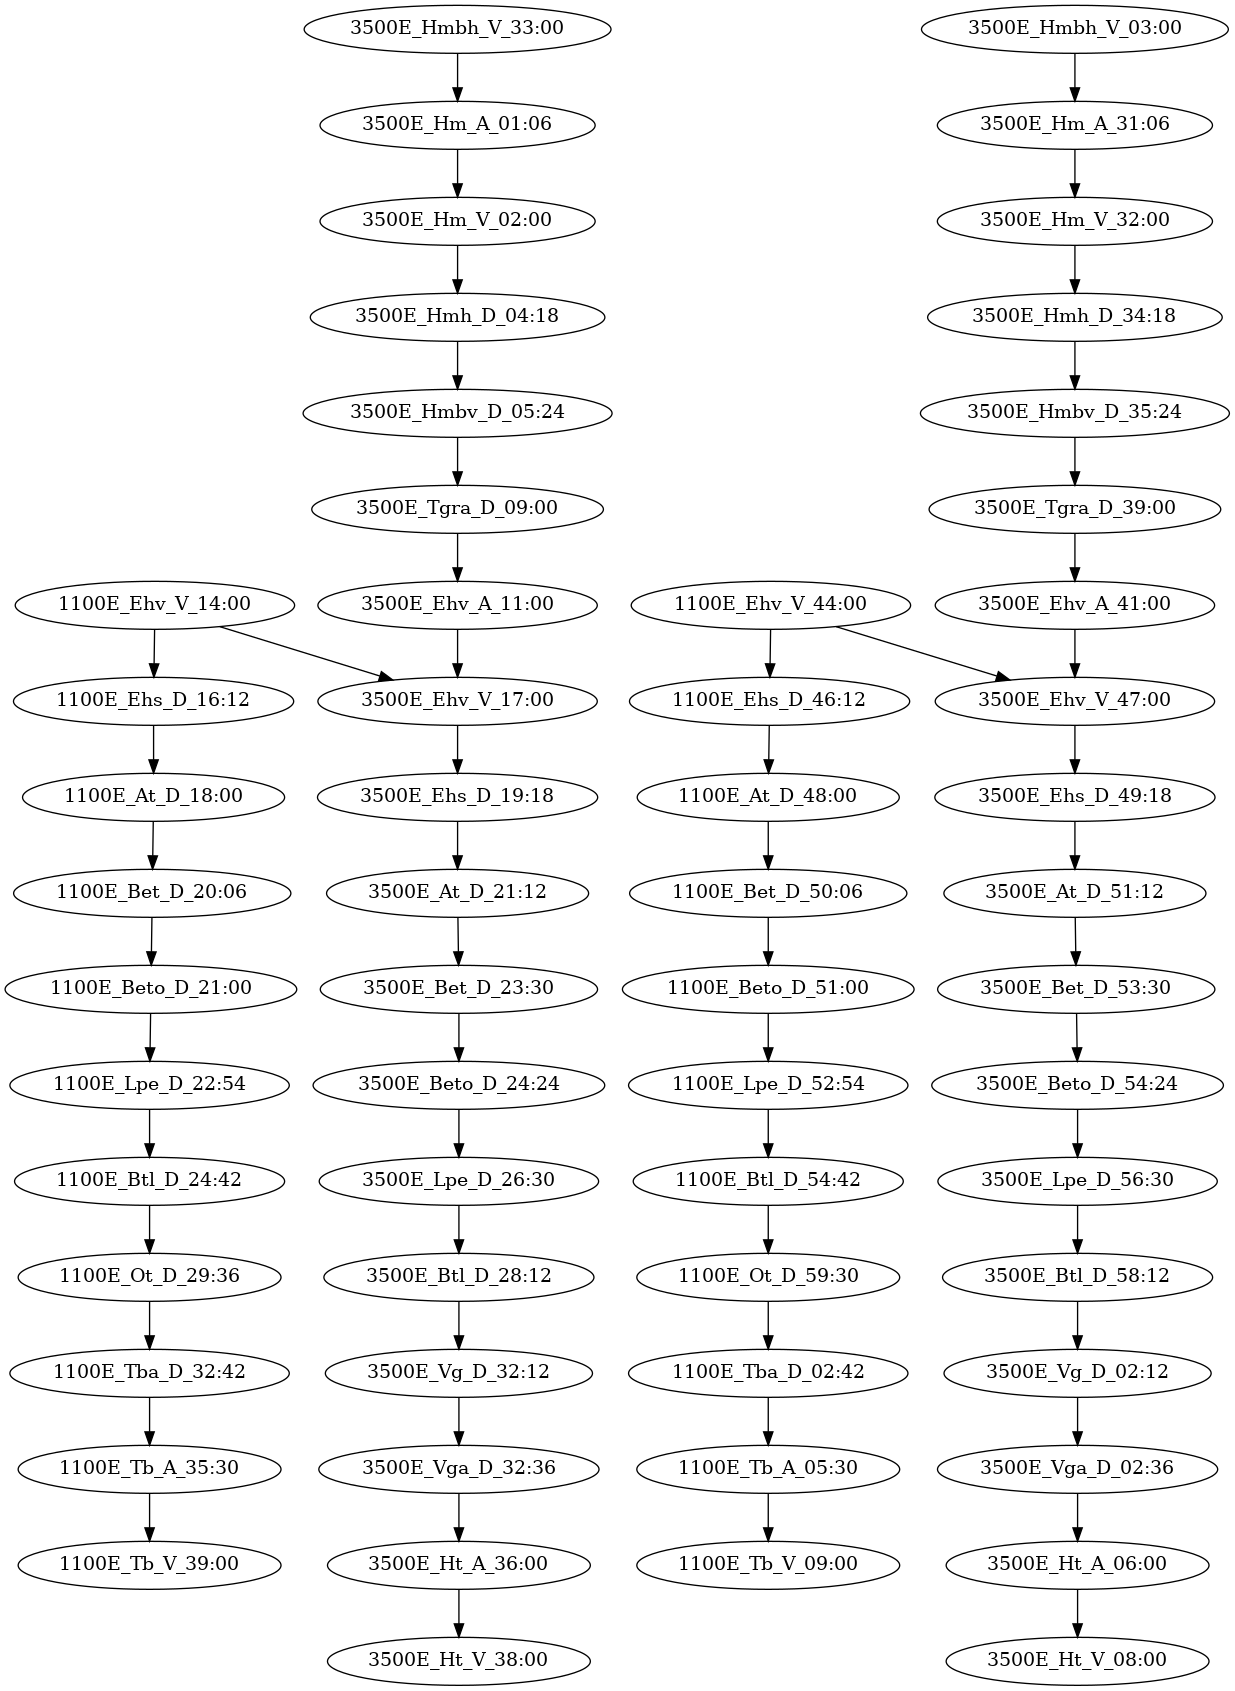 3500E_Hmbh_V_33:00
3500E_Hmbh_V_03:00
3500E_Hm_A_01:06
3500E_Hm_A_31:06
3500E_Hm_V_02:00
3500E_Hm_V_32:00
3500E_Hmh_D_04:18
3500E_Hmh_D_34:18
3500E_Hmbv_D_05:24
3500E_Hmbv_D_35:24
3500E_Tgra_D_09:00
3500E_Tgra_D_39:00
1100E_Ehv_V_14:00
3500E_Ehv_A_11:00
1100E_Ehv_V_44:00
3500E_Ehv_A_41:00
1100E_Ehs_D_16:12
3500E_Ehv_V_17:00
1100E_Ehs_D_46:12
3500E_Ehv_V_47:00
1100E_At_D_18:00
3500E_Ehs_D_19:18
1100E_At_D_48:00
3500E_Ehs_D_49:18
1100E_Bet_D_20:06
3500E_At_D_21:12
1100E_Bet_D_50:06
3500E_At_D_51:12
1100E_Beto_D_21:00
3500E_Bet_D_23:30
1100E_Beto_D_51:00
3500E_Bet_D_53:30
1100E_Lpe_D_22:54
3500E_Beto_D_24:24
1100E_Lpe_D_52:54
3500E_Beto_D_54:24
1100E_Btl_D_24:42
3500E_Lpe_D_26:30
1100E_Btl_D_54:42
3500E_Lpe_D_56:30
1100E_Ot_D_29:36
3500E_Btl_D_28:12
1100E_Ot_D_59:30
3500E_Btl_D_58:12
1100E_Tba_D_32:42
3500E_Vg_D_32:12
1100E_Tba_D_02:42
3500E_Vg_D_02:12
1100E_Tb_A_35:30
3500E_Vga_D_32:36
1100E_Tb_A_05:30
3500E_Vga_D_02:36
1100E_Tb_V_39:00
3500E_Ht_A_36:00
1100E_Tb_V_09:00
3500E_Ht_A_06:00
3500E_Ht_V_38:00
3500E_Ht_V_08:00